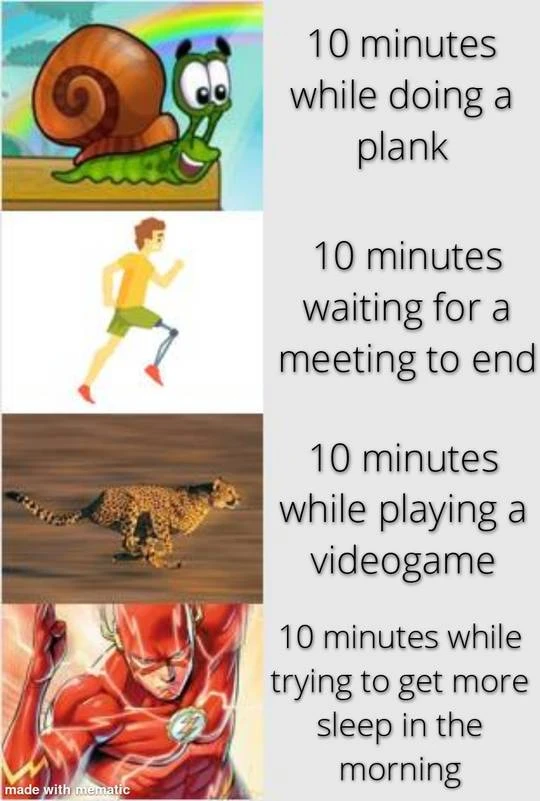 10 minutes
while doing a
plank
10 minutes
waiting for a
meeting to end
10 minutes
while playing a
videogame
10 minutes while
trying to get more
sleep in the
morning
made with mematic